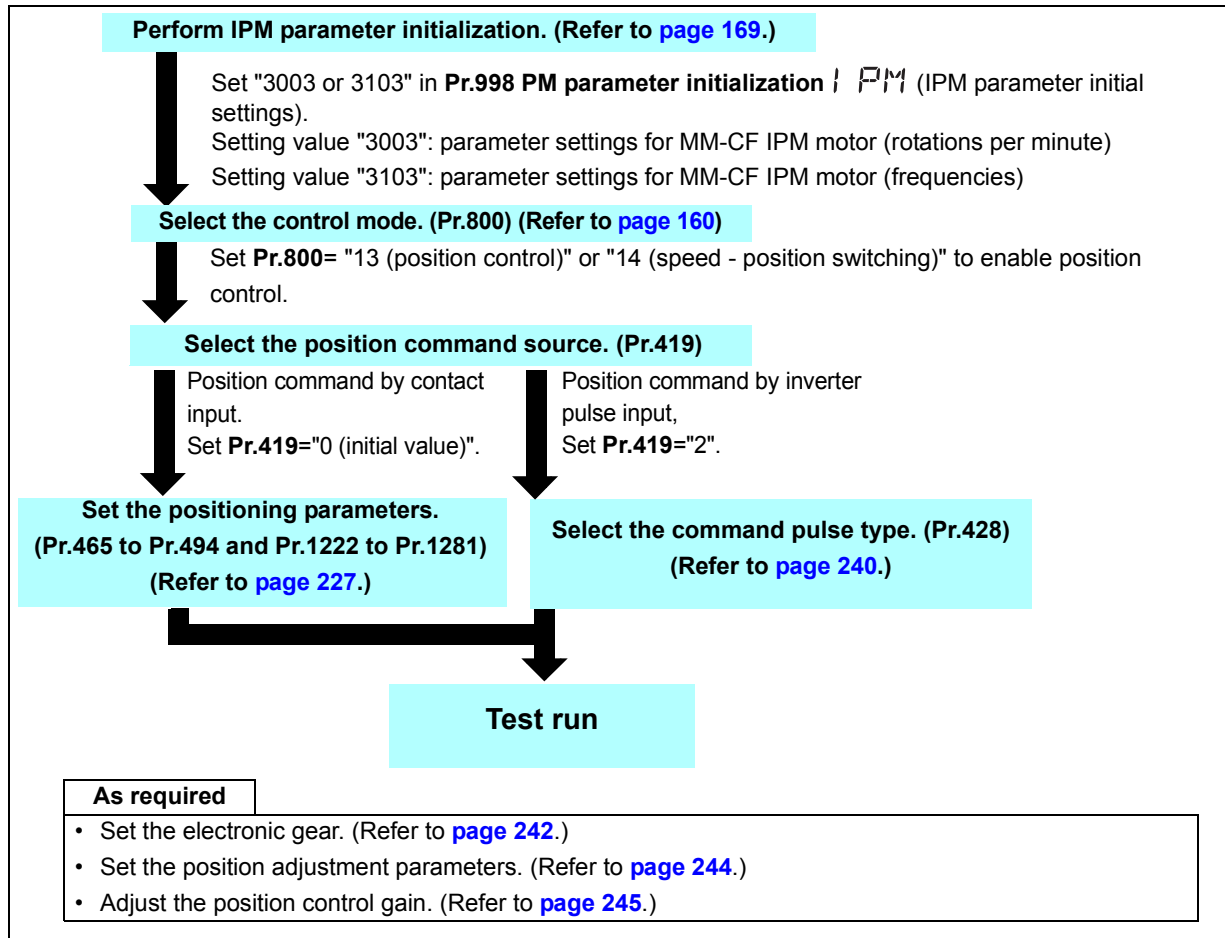 Perform IPM parameter initialization. (Refer to page 169.)
Set "3003 or 3103" in Pr.998 PM parameter initialization IPM (IPM parameter initial
settings).
Setting value "3003": parameter settings for MM-CF IPM motor (rotations per minute)
Setting value "3103": parameter settings for MM-CF IPM motor (frequencies)
Select the control mode. (Pr.800) (Refer to page 160)
Set Pr.800= "13 (position control)" or "14 (speed - position switching)" to enable position
control.
Select the position command source. (Pr.419)
Position command by contact
input.
Set Pr.419="0 (initial value)".
Position command by inverter
pulse input,
Set Pr.419="2".
Set the positioning parameters.
(Pr.465 to Pr.494 and Pr.1222 to Pr.1281)
(Refer to page 227.)
Select the command pulse type. (Pr.428)
(Refer to page 240.)
Test run
As required
• Set the electronic gear. (Refer to page 242.)
• Set the position adjustment parameters. (Refer to page 244.)
• Adjust the position control gain. (Refer to page 245.)